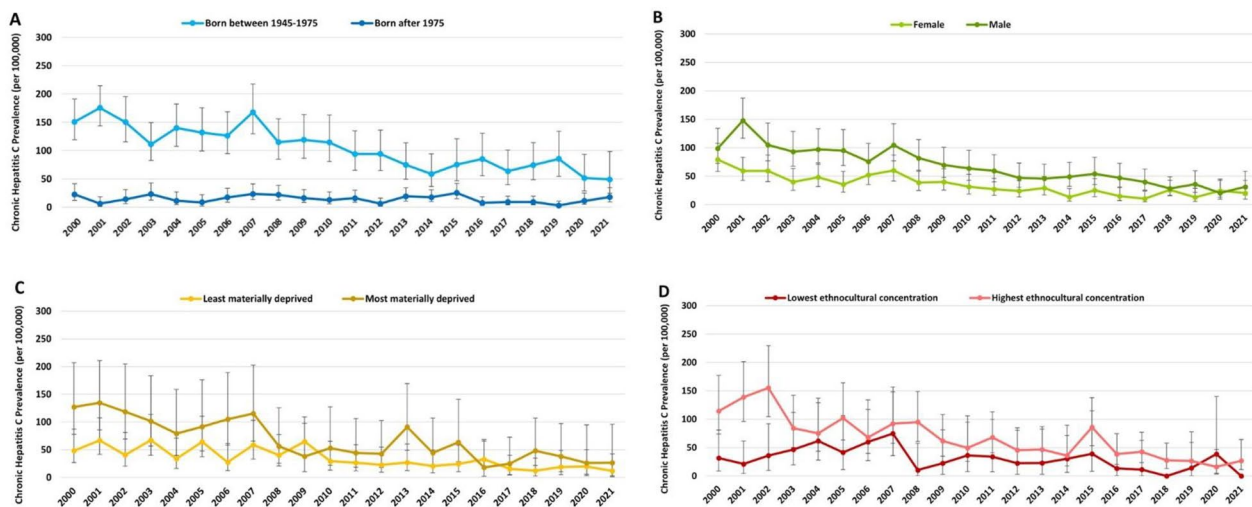 A
Born between 1945-1975
Born after 1975
Chronic Hepatitis C Prevalence (per 100,000)
300
250
200
150
100
50
0
2000 2001 2002 2003 2004 2005 2006 2007 2008 2009 2010 2011 2012 2013 2014 2015 2016 2017 2018 2019 2020 2021
B
Female
Male
Chronic Hepatitis C Prevalence (per 100,000)
300
250
200
150
100
50
0
2000 2001 2002 2003 2004 2005 2006 2007 2008 2009 2010 2011 2012 2013 2014 2015 2016 2017 2018 2019 2020 2021
C
Least materially deprived
Most materially deprived
Chronic Hepatitis C Prevalence (per 100,000)
300
250
200
150
100
50
0
2000 2001 2002 2003 2004 2005 2006 2007 2008 2009 2010 2011 2012 2013 2014 2015 2016 2017 2018 2019 2020 2021
D
Lowest ethnocultural concentration
Highest ethnocultural concentration
Chronic Hepatitis C Prevalence (per 100,000)
300
250
200
150
100
50
0
2000 2001 2002 2003 2004 2005 2006 2007 2008 2009 2010 2011 2012 2013 2014 2015 2016 2017 2018 2019 2020 2021